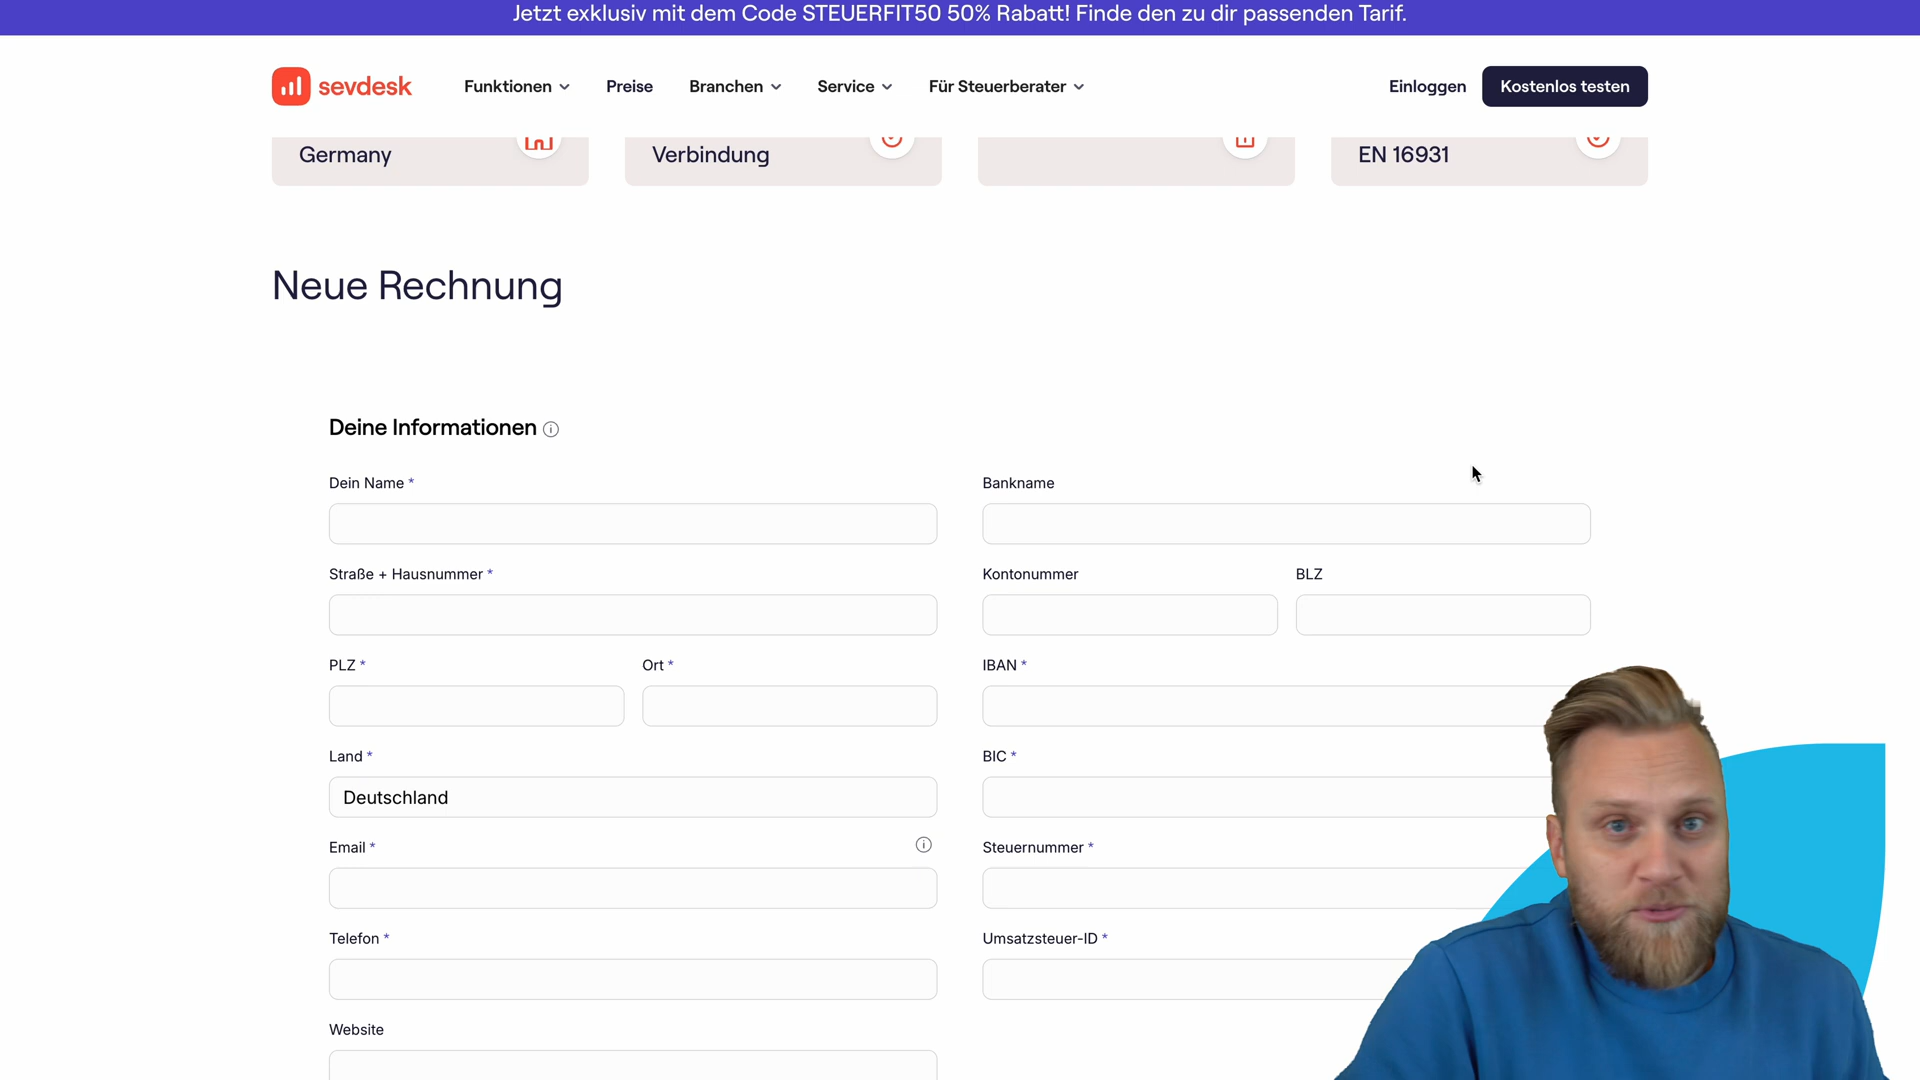 Jetzt exklusiv mit dem Code STEUERFIT50 50% Rabatt! Finde den zu dir passenden Tarif.
sevdesk Funktionen Preise Branchen Service Für Steuerberater Einloggen Kostenlos testen
Germany Verbindung EN 16931
Neue Rechnung
Deine Informationen
Dein Name * Bankname
Straße + Hausnummer * Kontonummer BLZ
PLZ * Ort * IBAN *
Land * BIC *
Deutschland
Email * Steuernummer *
Telefon * Umsatzsteuer-ID *
Website